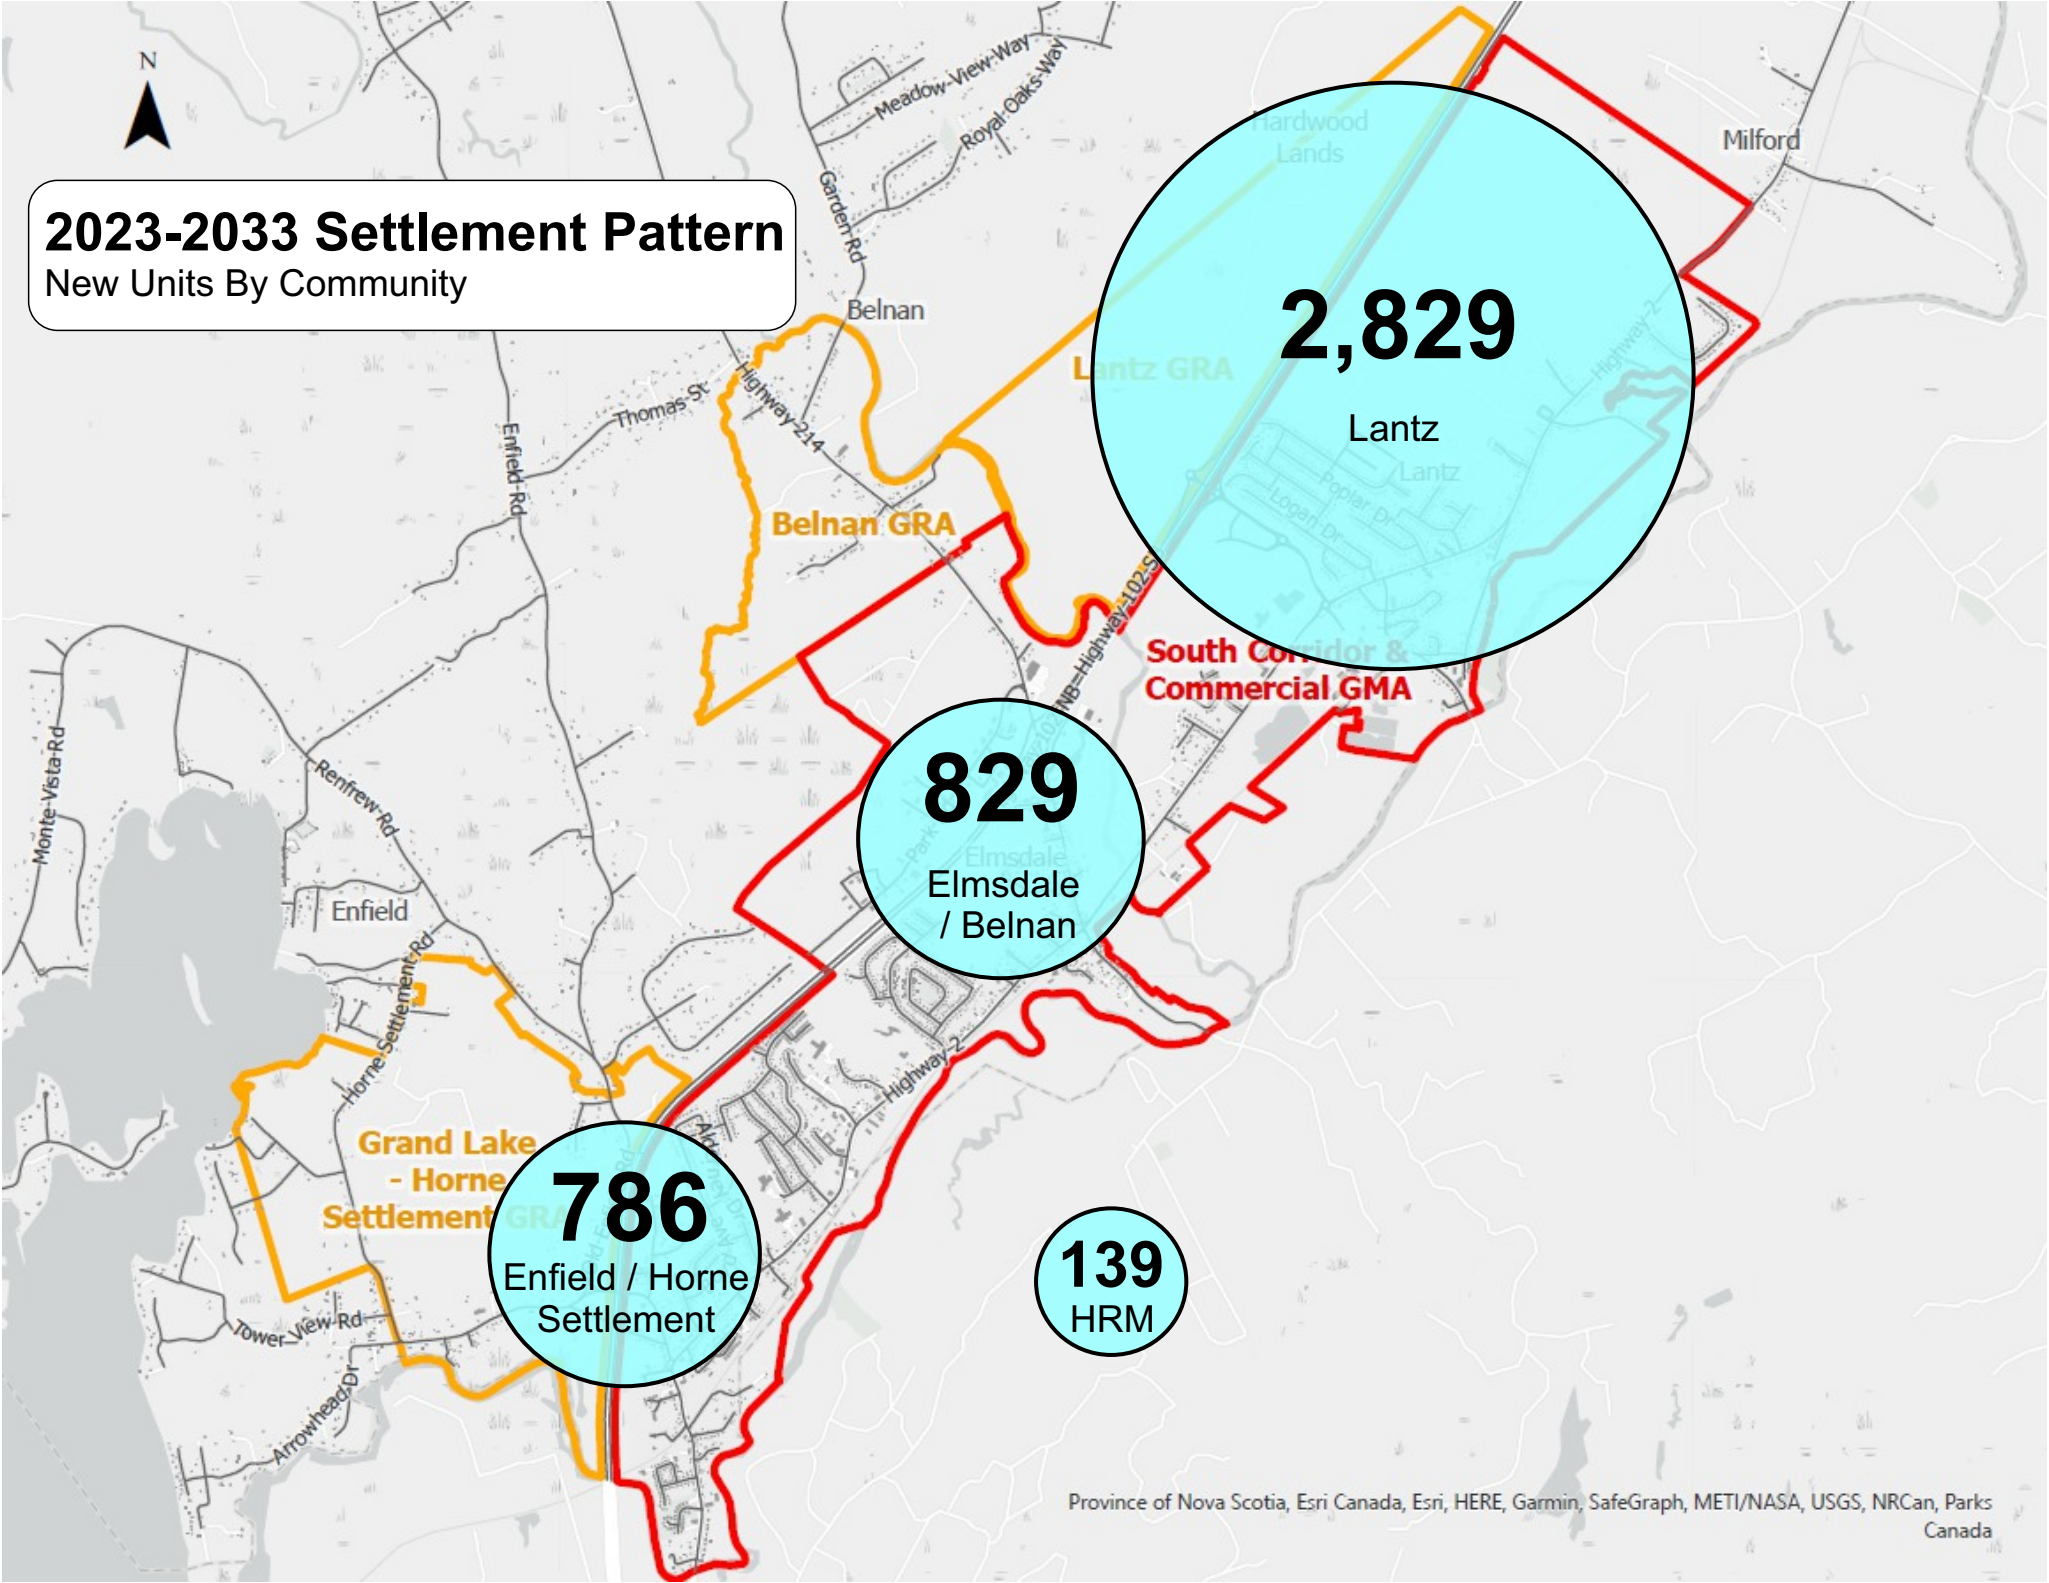 N
2023-2033 Settlement Pattern
New Units By Community
Meadow View Way
Royal Oaks Way
Garden Rd
Hardwood
Lands
Milford
Belnan
2,829
Lantz
Lantz GRA
Highway 2
Lantz
Poplar Dr
Logan Dr
Thomas St
Highway 214
Enfield Rd
Belnan GRA
South Corridor &
Commercial GMA
Highway 102 S
829
Elmsdale
Elmsdale
/ Belnan
Park
Monte Vista Rd
Renfrew Rd
Enfield
Horne Settlement Rd
Highway 2
Grand Lake
- Horne
Settlement GRA
786
Enfield / Horne
Settlement
139
HRM
Tower View Rd
Arrowhead Dr
Province of Nova Scotia, Esri Canada, Esri, HERE, Garmin, SafeGraph, METI/NASA, USGS, NRCan, Parks
Canada